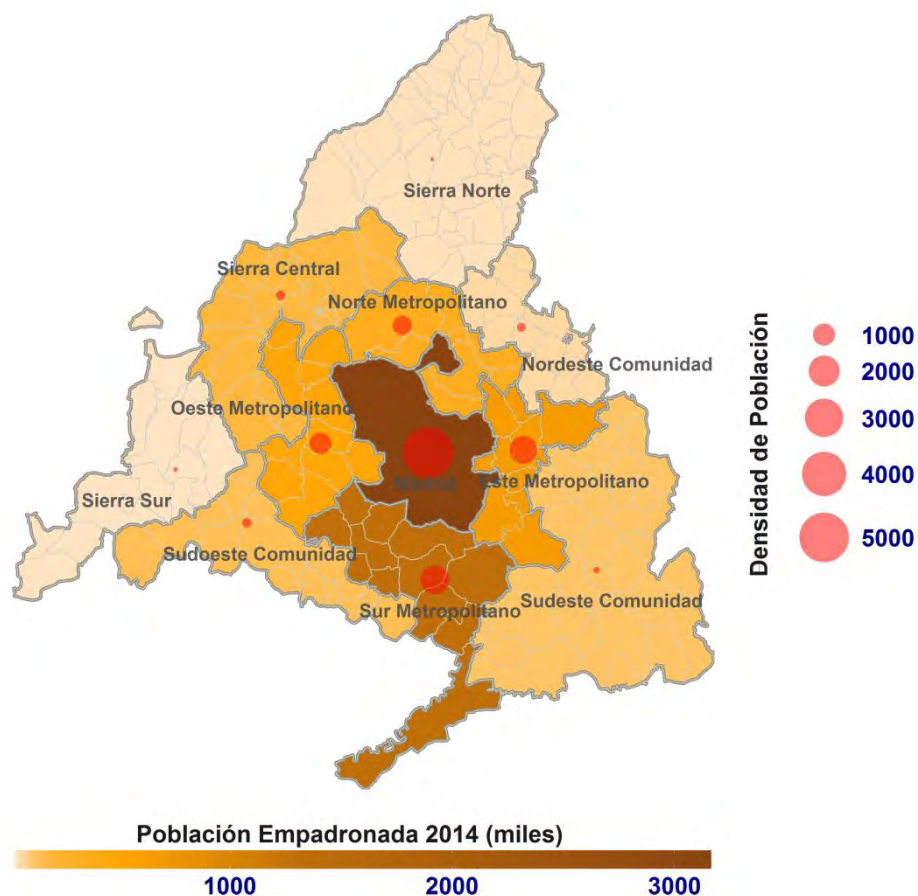 Sierra Norte
Sierra Central
Norte Metropolitano
Nordeste Comunidad
Oeste Metropolitano
Madrid
Este Metropolitano
Sierra Sur
Sudoeste Comunidad
Sur Metropolitano
Sudeste Comunidad
Densidad de Población
1000
2000
3000
4000
5000
Población Empadronada 2014 (miles)
1000 2000 3000